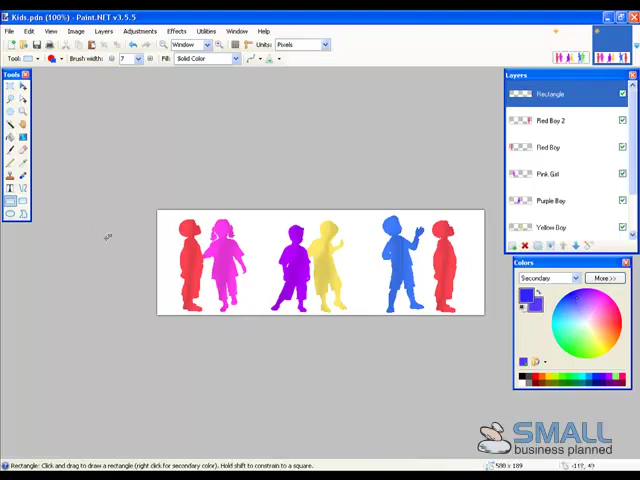 Kids.pdn (100%) - Paint.NET v3.5.5
File Edit View Image Layers Adjustments Effects Utilities Window Help
Window Units: Pixels
Tool: Brush width: 7 Fill: Solid Color
Tools
Layers
Rectangle
Red Boy 2
Red Boy
Pink Girl
Purple Boy
Yellow Boy
Colors
Secondary More >>
SMALL
business planned
Rectangle: Click and drag to draw a rectangle (right click for secondary color). Hold shift to constrain to a square. 580 x 189